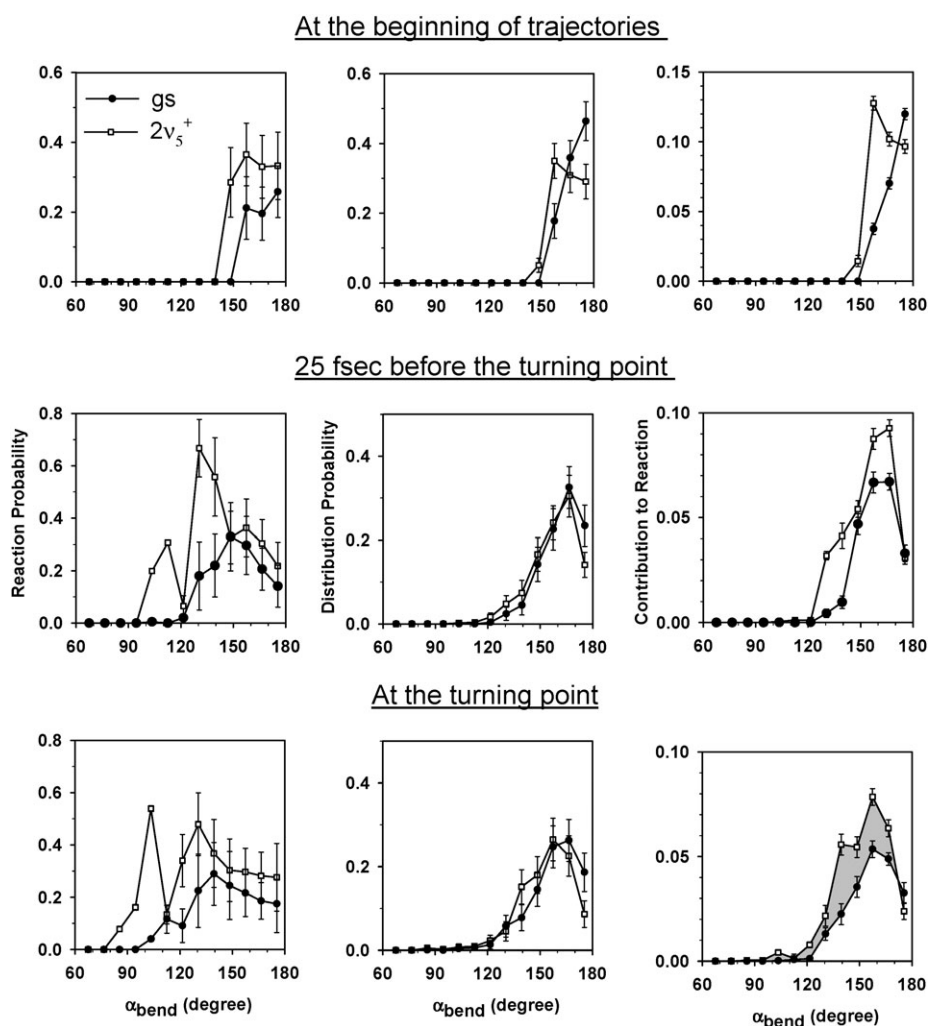 At the beginning of trajectories
0.6
0.4
0.2
0.0
60 90 120 150 180
gs
2ν₅⁺
0.6
0.4
0.2
0.0
60 90 120 150 180
0.15
0.10
0.05
0.00
60 90 120 150 180
25 fsec before the turning point
Reaction Probability
0.8
0.6
0.4
0.2
0.0
60 90 120 150 180
Distribution Probability
0.4
0.2
0.0
60 90 120 150 180
Contribution to Reaction
0.10
0.05
0.00
60 90 120 150 180
At the turning point
0.8
0.6
0.4
0.2
0.0
60 90 120 150 180
αbend (degree)
0.4
0.2
0.0
60 90 120 150 180
αbend (degree)
0.10
0.05
0.00
60 90 120 150 180
αbend (degree)